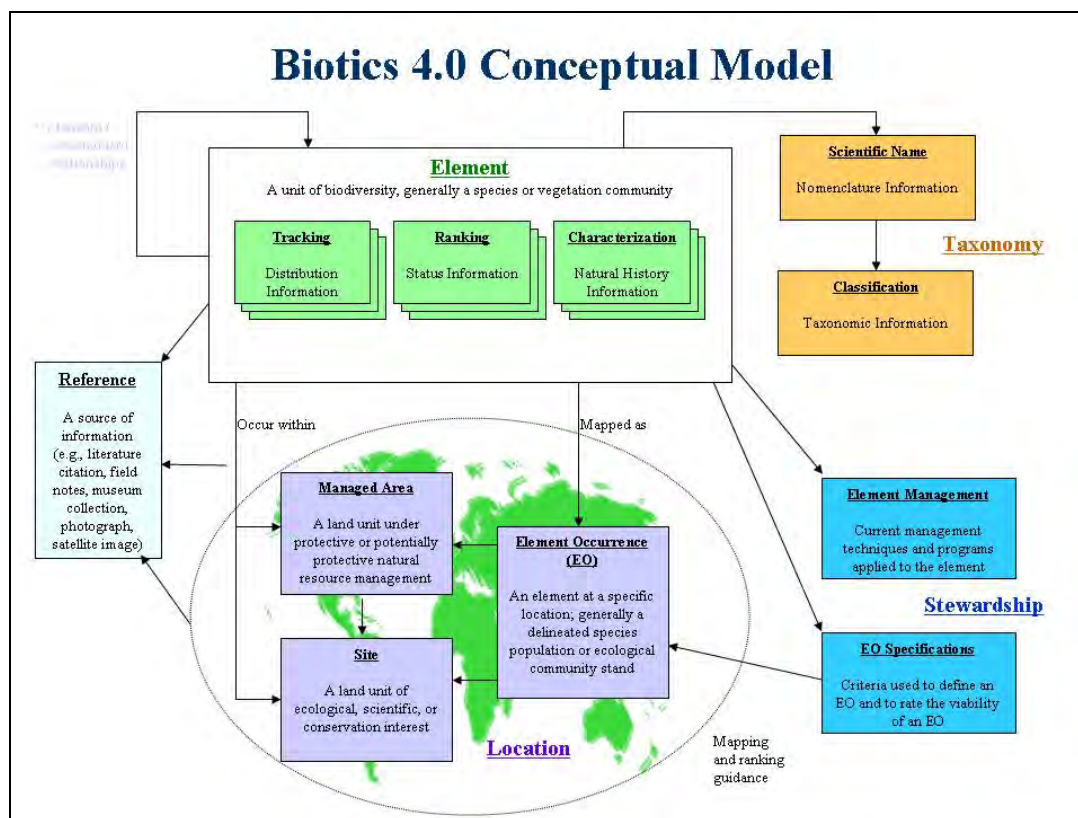 Biotics 4.0 Conceptual Model
Element
A unit of biodiversity, generally a species or vegetation community
Tracking
Distribution
Information
Ranking
Status Information
Characterization
Natural History
Information
Scientific Name
Nomenclature Information
Taxonomy
Classification
Taxonomic Information
Reference
A source of
information
(e.g., literature
citation, field
notes, museum
collection,
photograph,
satellite image)
Occur within
Mapped as
Managed Area
A land unit under
protective or potentially
protective natural
resource management
Element Occurrence
(EO)
An element at a specific
location; generally a
delineated species
population or ecological
community stand
Site
A land unit of
ecological, scientific, or
conservation interest
Location
Element Management
Current management
techniques and programs
applied to the element
Stewardship
EO Specifications
Criteria used to define an
EO and to rate the viability
of an EO
Mapping
and ranking
guidance